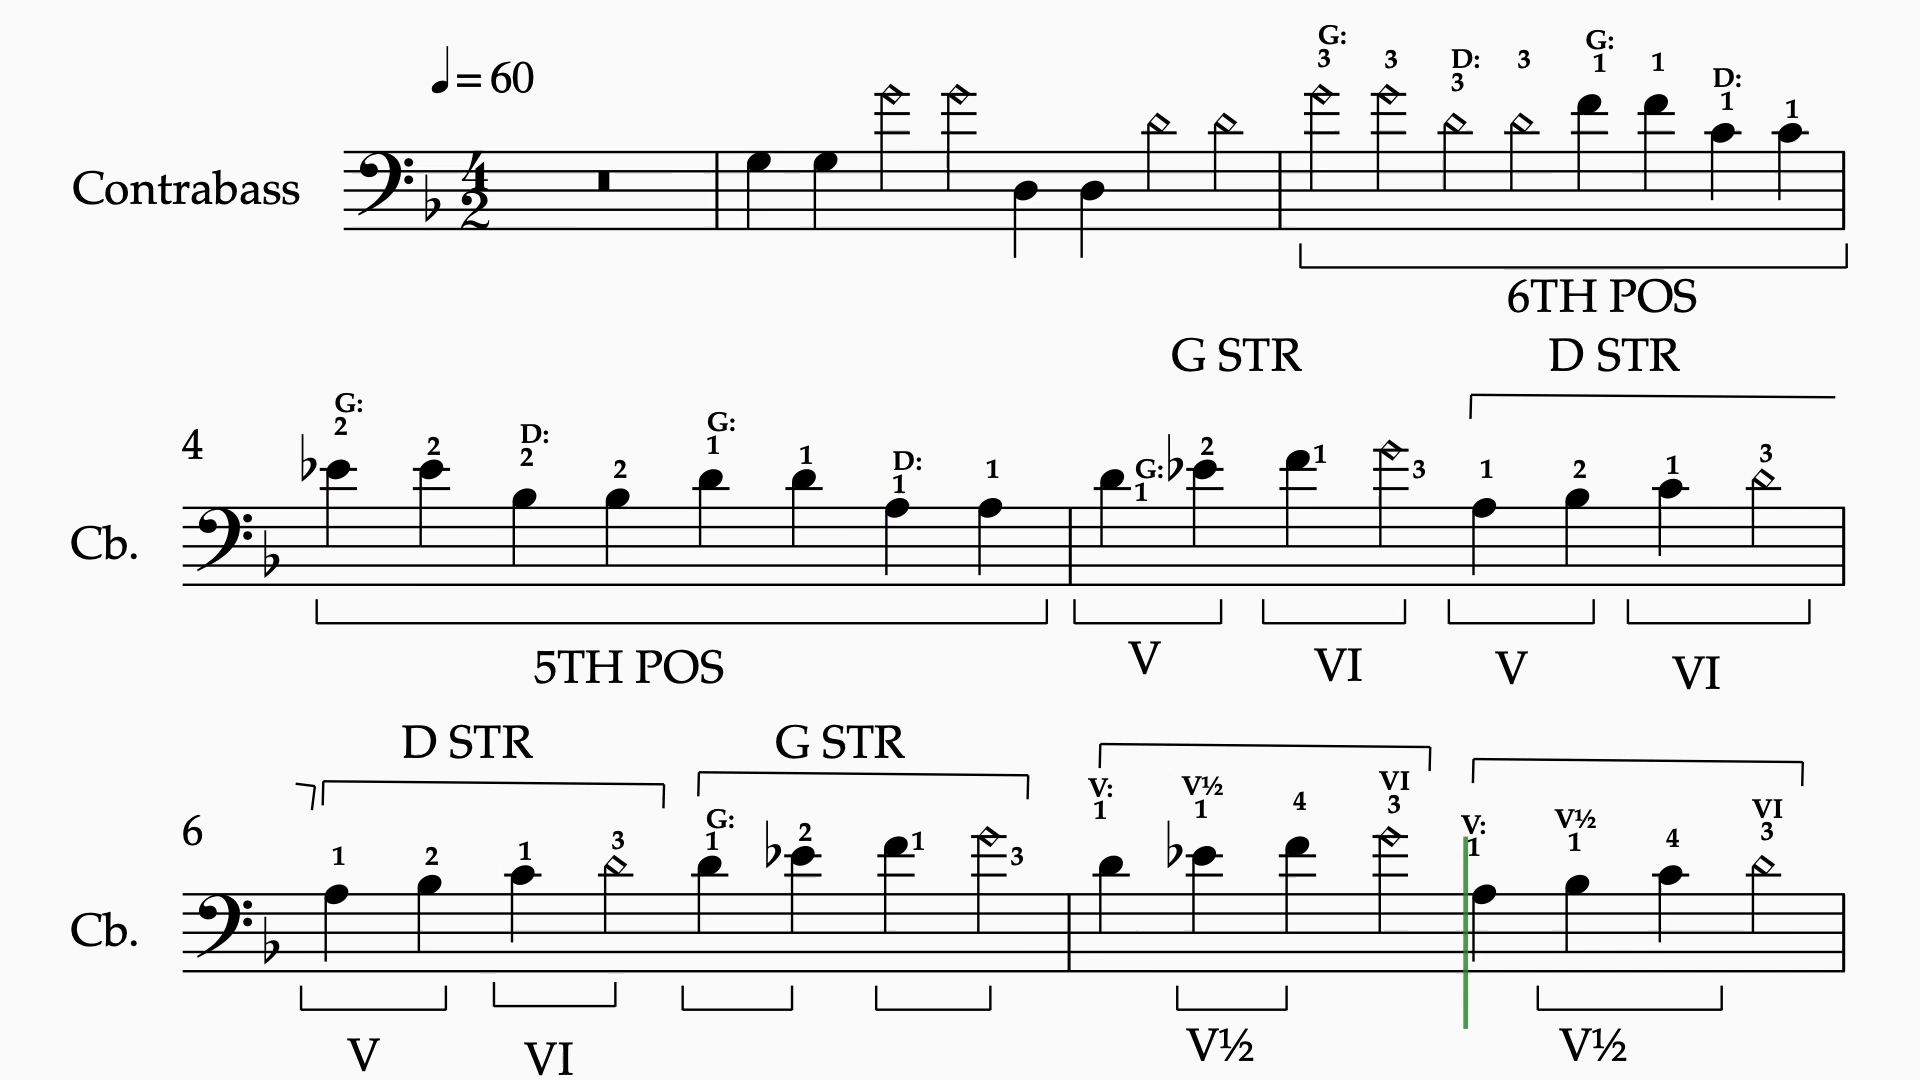 = 60
G: G:
3 3 D: 3 1 1 D:
3 1 1
Contrabass 4
2
6TH POS
G STR D STR
4 G: 2 2 D: 2 2 G: 1 1 D: 1 1 G: 1 2 1 3 1 2 1 3
Cb.
5TH POS V VI V VI
D STR G STR
V: V½ VI V: V½ VI
6 1 2 1 3 G: 1 2 1 3 1 1 4 3 1 1 4 3
Cb.
V VI V½ V½